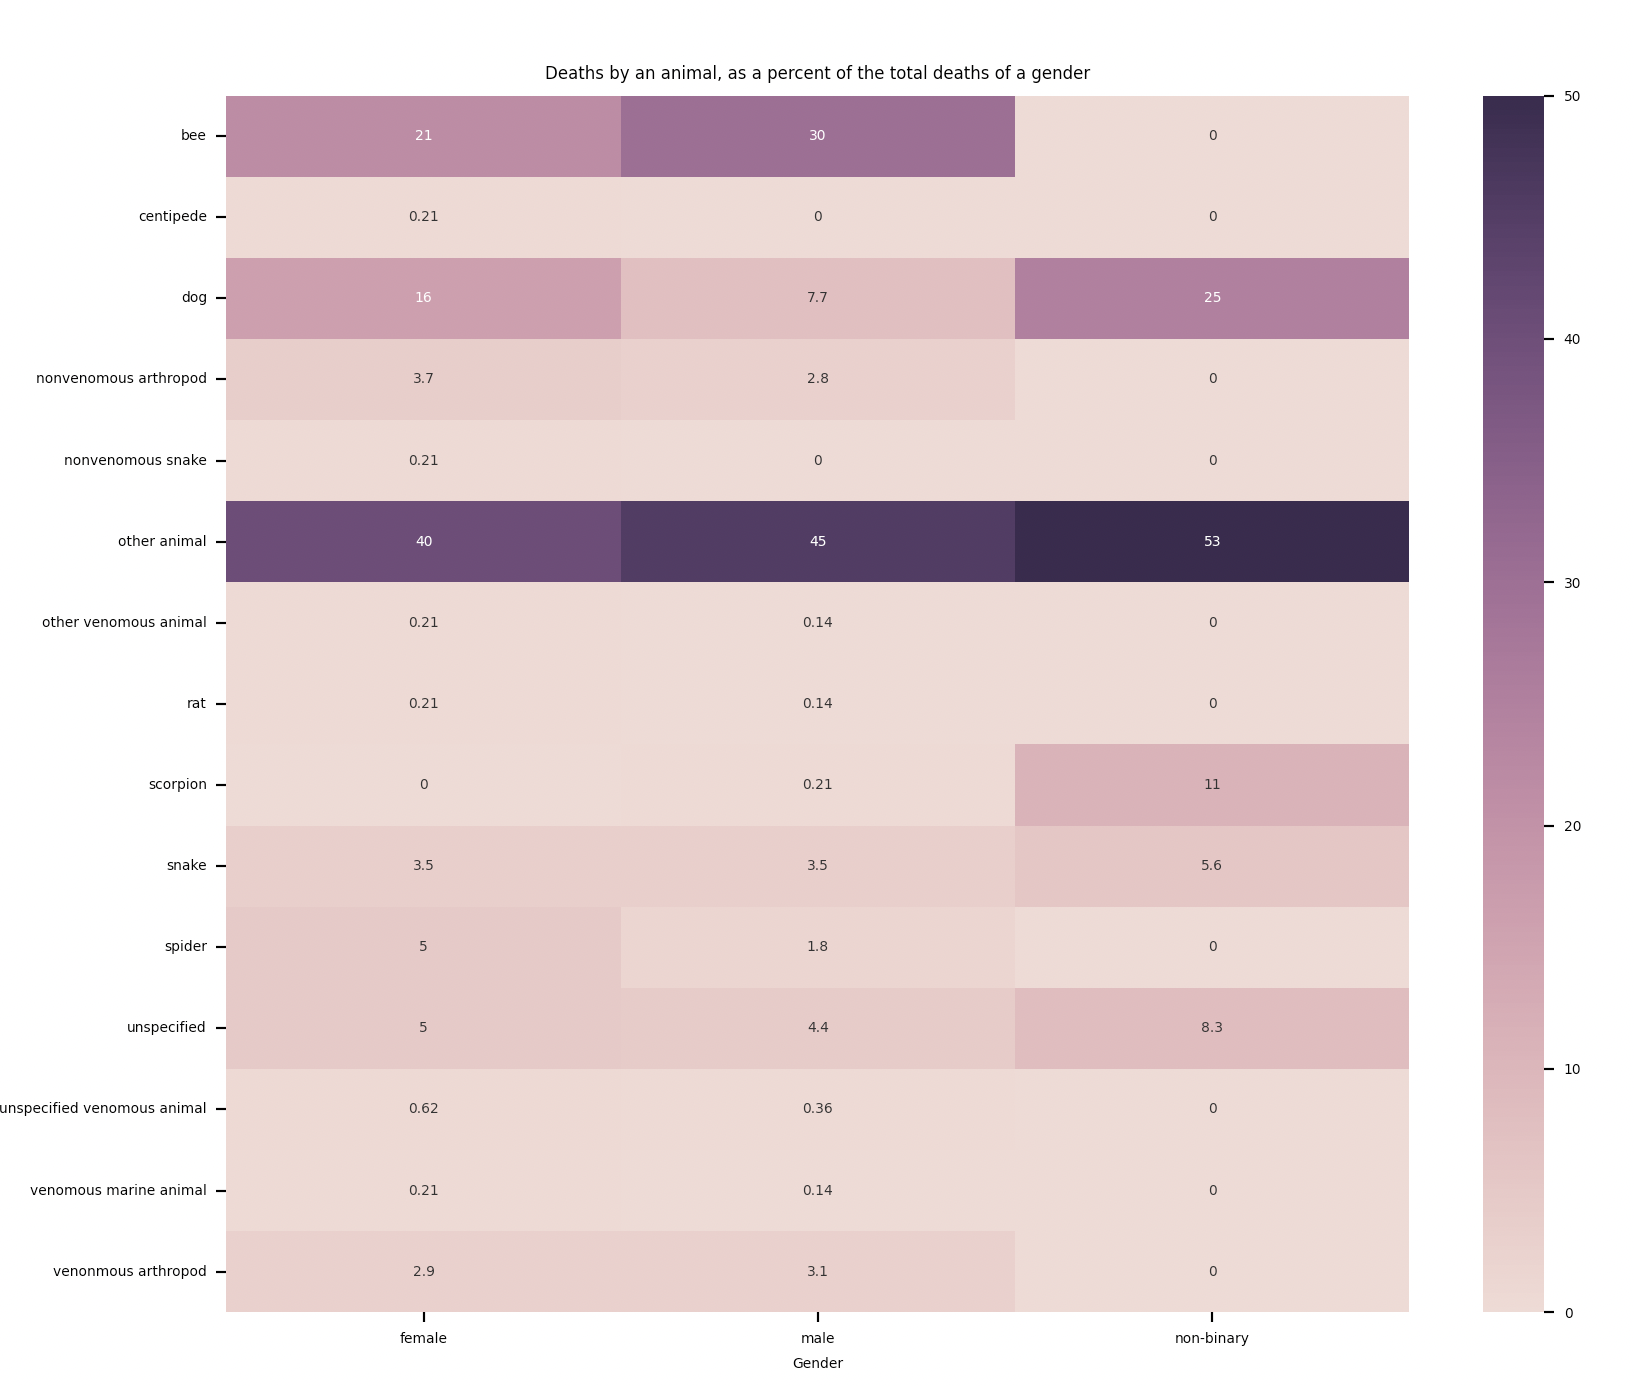 Deaths by an animal, as a percent of the total deaths of a gender
50
bee 21 30 0
centipede 0.21 0 0
dog 16 7.7 25
40
nonvenomous arthropod 3.7 2.8 0
nonvenomous snake 0.21 0 0
other animal 40 45 53
30
other venomous animal 0.21 0.14 0
rat 0.21 0.14 0
scorpion 0 0.21 11
20
snake 3.5 3.5 5.6
spider 5 1.8 0
unspecified 5 4.4 8.3
10
unspecified venomous animal 0.62 0.36 0
venomous marine animal 0.21 0.14 0
venonmous arthropod 2.9 3.1 0
0
female male non-binary
Gender